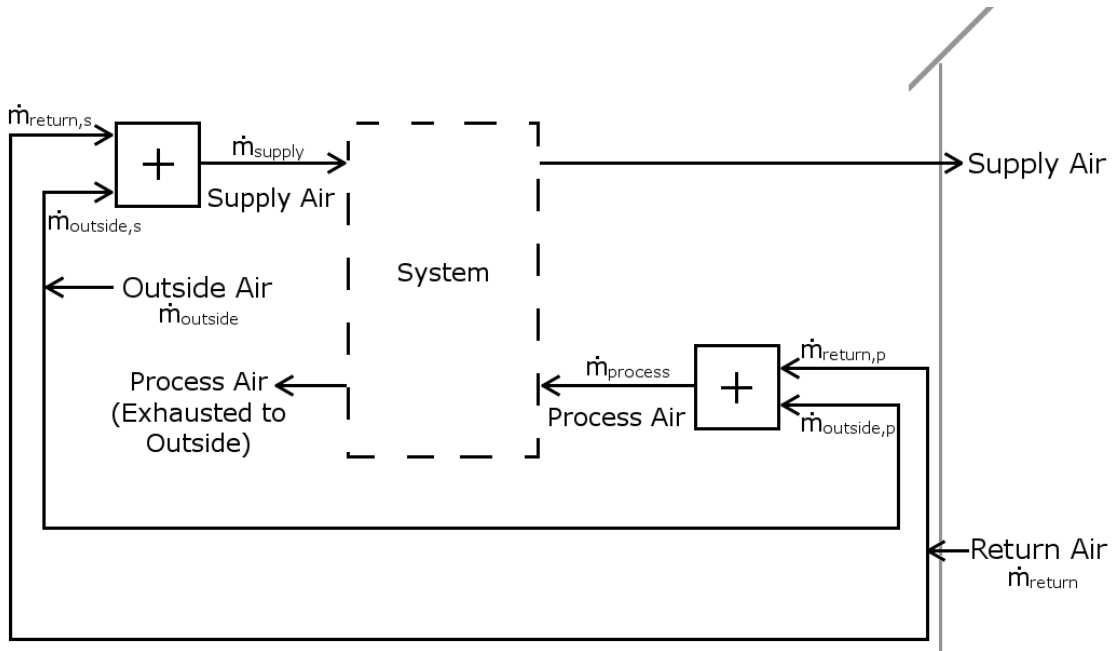 ṁreturn,s
+
ṁsupply
Supply Air
Supply Air
ṁoutside,s
System
Outside Air
ṁoutside
ṁreturn,p
ṁprocess
+
Process Air
(Exhausted to
Outside)
Process Air
ṁoutside,p
Return Air
ṁreturn